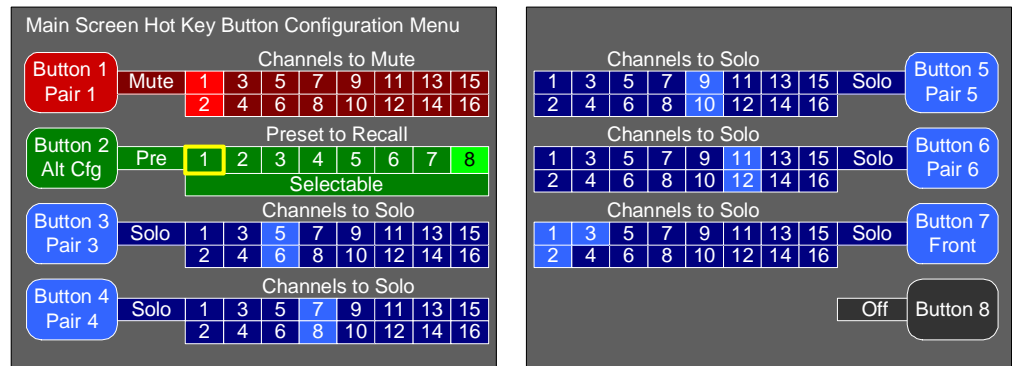 Main Screen Hot Key Button Configuration Menu
Channels to Mute
Button 1
Pair 1
Mute 1 3 5 7 9 11 13 15
2 4 6 8 10 12 14 16
Preset to Recall
Button 2
Alt Cfg
Pre 1 2 3 4 5 6 7 8
Selectable
Channels to Solo
Button 3
Pair 3
Solo 1 3 5 7 9 11 13 15
2 4 6 8 10 12 14 16
Channels to Solo
Button 4
Pair 4
Solo 1 3 5 7 9 11 13 15
2 4 6 8 10 12 14 16
Channels to Solo
1 3 5 7 9 11 13 15 Solo
2 4 6 8 10 12 14 16
Button 5
Pair 5
Channels to Solo
1 3 5 7 9 11 13 15 Solo
2 4 6 8 10 12 14 16
Button 6
Pair 6
Channels to Solo
1 3 5 7 9 11 13 15 Solo
2 4 6 8 10 12 14 16
Button 7
Front
Off Button 8